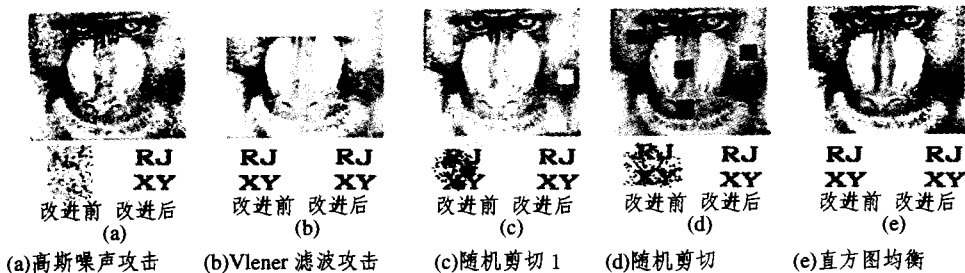 RJ RJ RJ RJ RJ RJ RJ RJ
XY XY XY XY XY XY XY XY
改进前 改进后 改进前 改进后 改进前 改进后 改进前 改进后 改进前 改进后
(a) (b) (c) (d) (e)
(a)高斯噪声攻击 (b)Vlener 滤波攻击 (c)随机剪切 1 (d)随机剪切 (e)直方图均衡